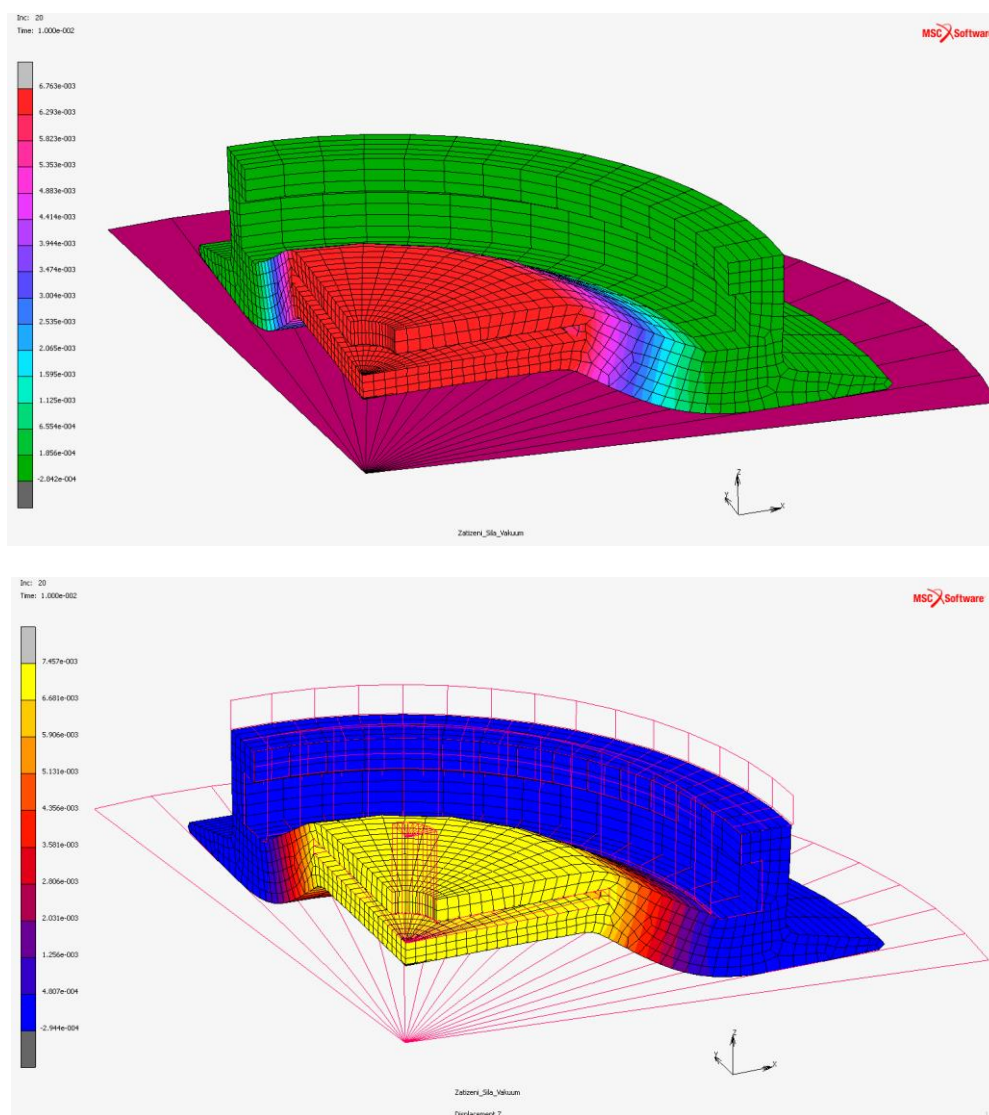 Inc: 20
Time: 1.000e-002
MSC Software
6.763e-003
6.293e-003
5.823e-003
5.353e-003
4.883e-003
4.414e-003
3.944e-003
3.474e-003
3.004e-003
2.535e-003
2.065e-003
1.595e-003
1.125e-003
6.554e-004
1.856e-004
-2.842e-004
Z
Y
X
Zatizeni_Sila_Vakuum
Inc: 20
Time: 1.000e-002
MSC Software
7.457e-003
6.681e-003
5.906e-003
5.131e-003
4.356e-003
3.581e-003
2.806e-003
2.031e-003
1.256e-003
4.807e-004
-2.944e-004
Z
Y
X
Zatizeni_Sila_Vakuum
Displacement Z